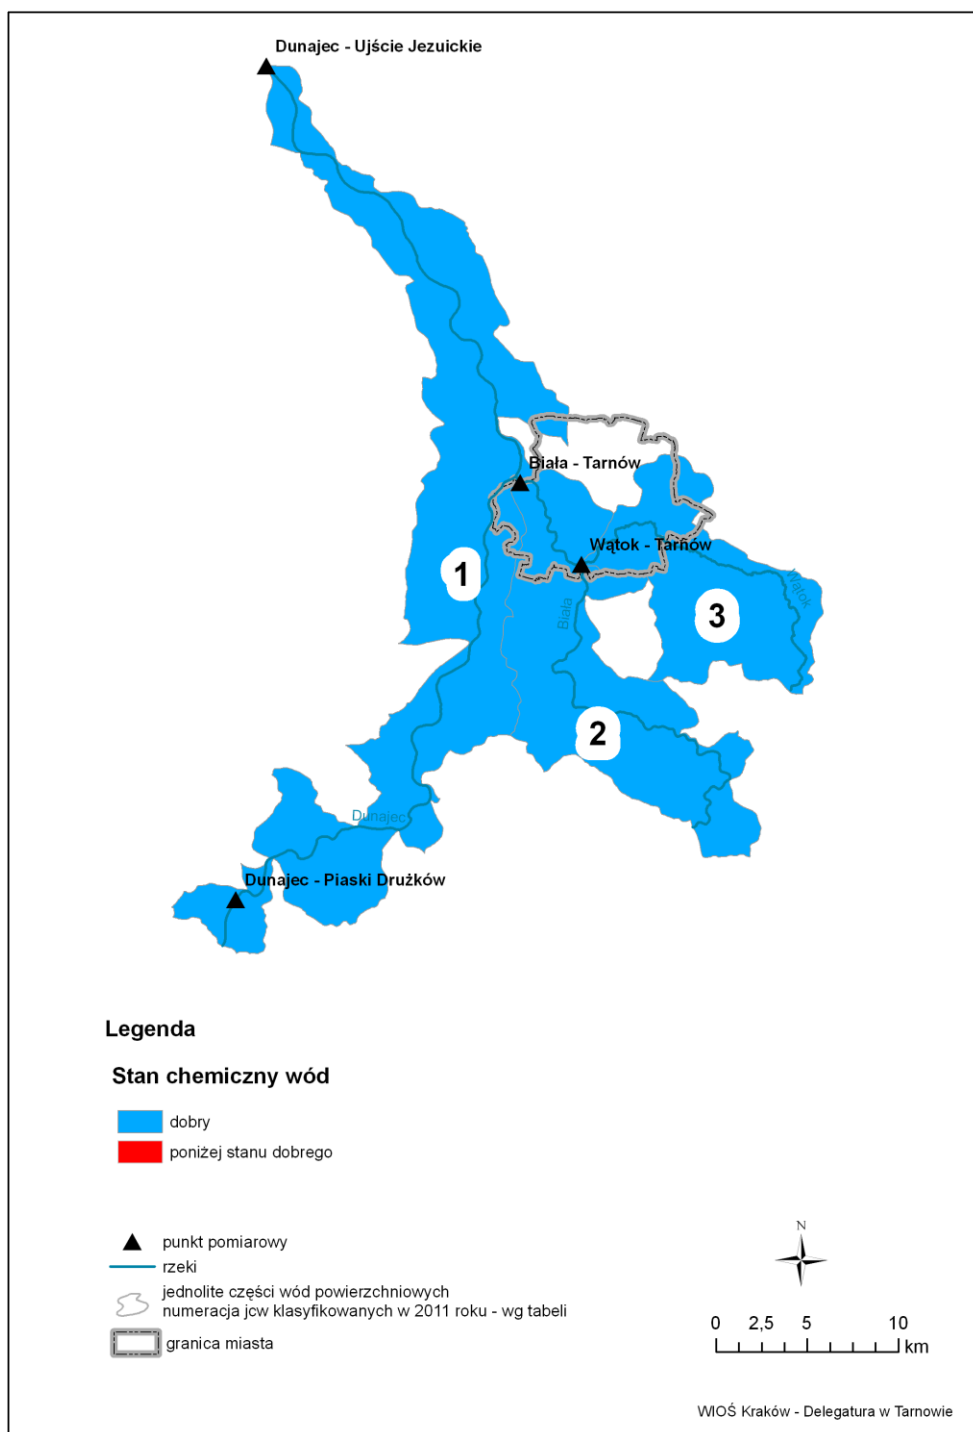 Dunajec - Ujście Jezuickie
Biała - Tarnów
Wątok - Tarnów
1
Wątok
Biała
3
2
Dunajec
Dunajec - Piaski Drużków
Legenda
Stan chemiczny wód
dobry
poniżej stanu dobrego
punkt pomiarowy
rzeki
jednolite części wód powierzchniowych
numeracja jcw klasyfikowanych w 2011 roku - wg tabeli
granica miasta
N
0 2,5 5 10
km
WIOŚ Kraków - Delegatura w Tarnowie